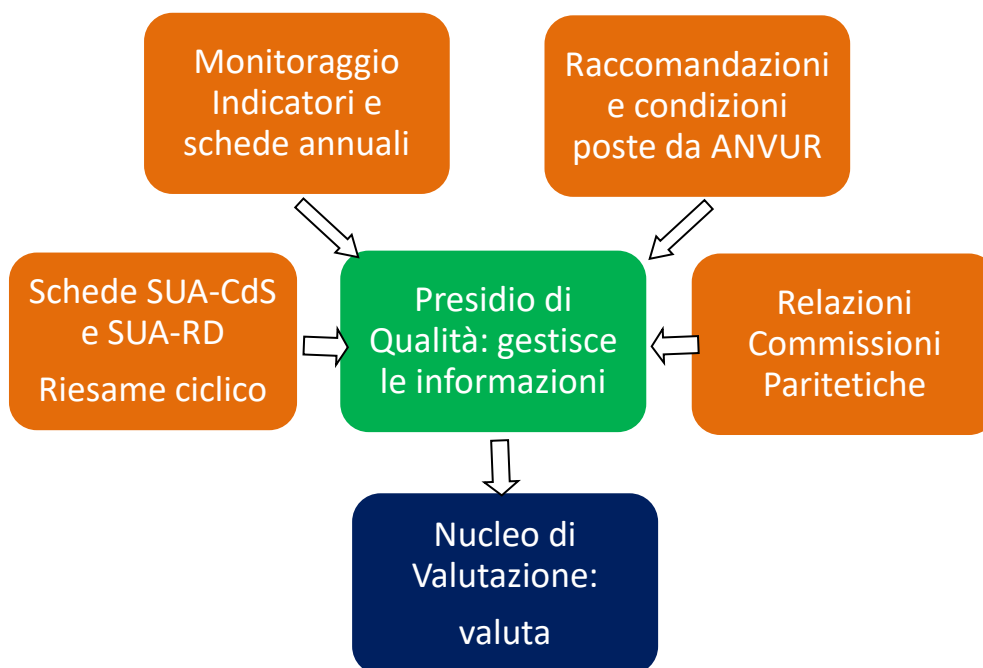 Monitoraggio
Indicatori e
schede annuali
Raccomandazioni
e condizioni
poste da ANVUR
Schede SUA-CdS
e SUA-RD
Riesame ciclico
Presidio di
Qualità: gestisce
le informazioni
Relazioni
Commissioni
Paritetiche
Nucleo di
Valutazione:
valuta